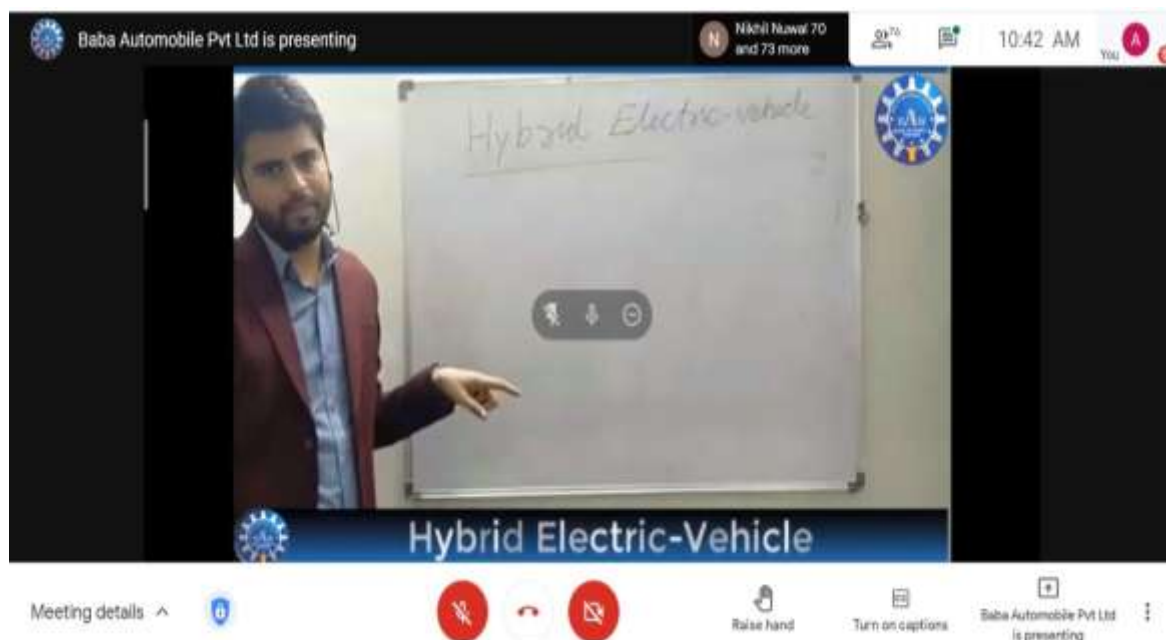 Baba Automobile Pvt Ltd is presenting
N
Nikhil Nuwal 70
and 73 more
76
10:42 AM
You
A
Hybrid Electric-vehicle
Hybrid Electric-Vehicle
Meeting details
Raise hand
Turn on captions
Baba Automobile Pvt Ltd
is presenting